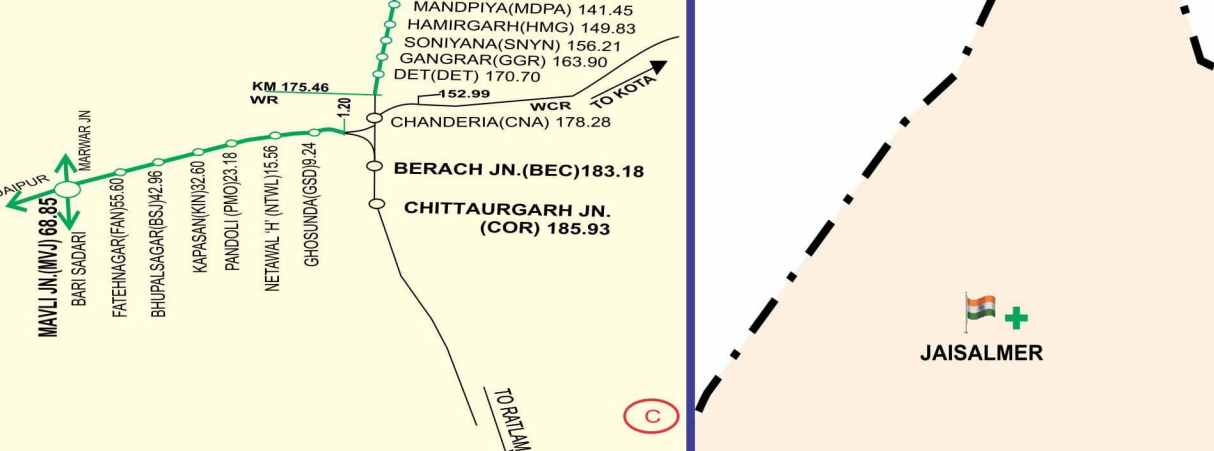 MANDPIYA(MDPA) 141.45
HAMIRGARH(HMG) 149.83
SONIYANA(SNYN) 156.21
GANGRAR(GGR) 163.90
DET(DET) 170.70
KM 175.46
WR
152.99
WCR
TO KOTA
1.20
CHANDERIA(CNA) 178.28
BERACH JN.(BEC)183.18
CHITTAURGARH JN.
(COR) 185.93
MARWAR JN
MAVLI JN.(MVJ) 68.85
BARI SADARI
FATEHNAGAR(FAN)55.60
BHUPALSAGAR(BSJ)42.96
KAPASAN(KIN)32.60
PANDOLI (PMO)23.18
NETAWAL 'H' (NTWL)15.56
GHOSUNDA(GSD)9.24
TO RATLAM
C
JAISALMER